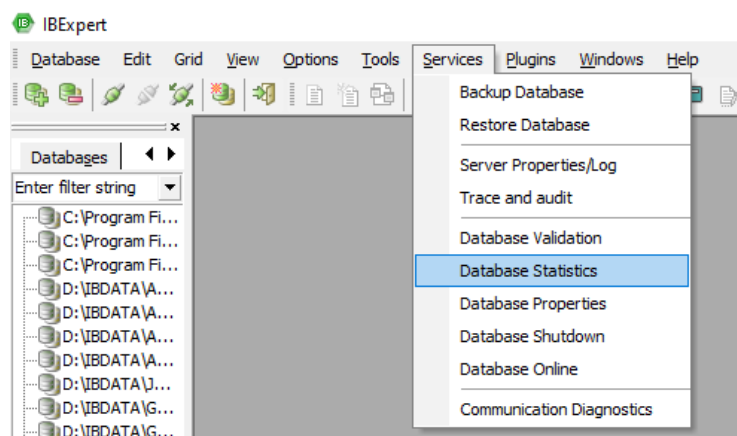 IBExpert
Database Edit Grid View Options Tools Services Plugins Windows Help
Backup Database
Restore Database
Server Properties/Log
Trace and audit
Database Validation
Database Statistics
Database Properties
Database Shutdown
Database Online
Communication Diagnostics
Databases
Enter filter string
C:\Program Fi...
C:\Program Fi...
C:\Program Fi...
D:\IBDATA\A...
D:\IBDATA\A...
D:\IBDATA\A...
D:\IBDATA\A...
D:\IBDATA\J...
D:\IBDATA\G...
D:\IBDATA\G...